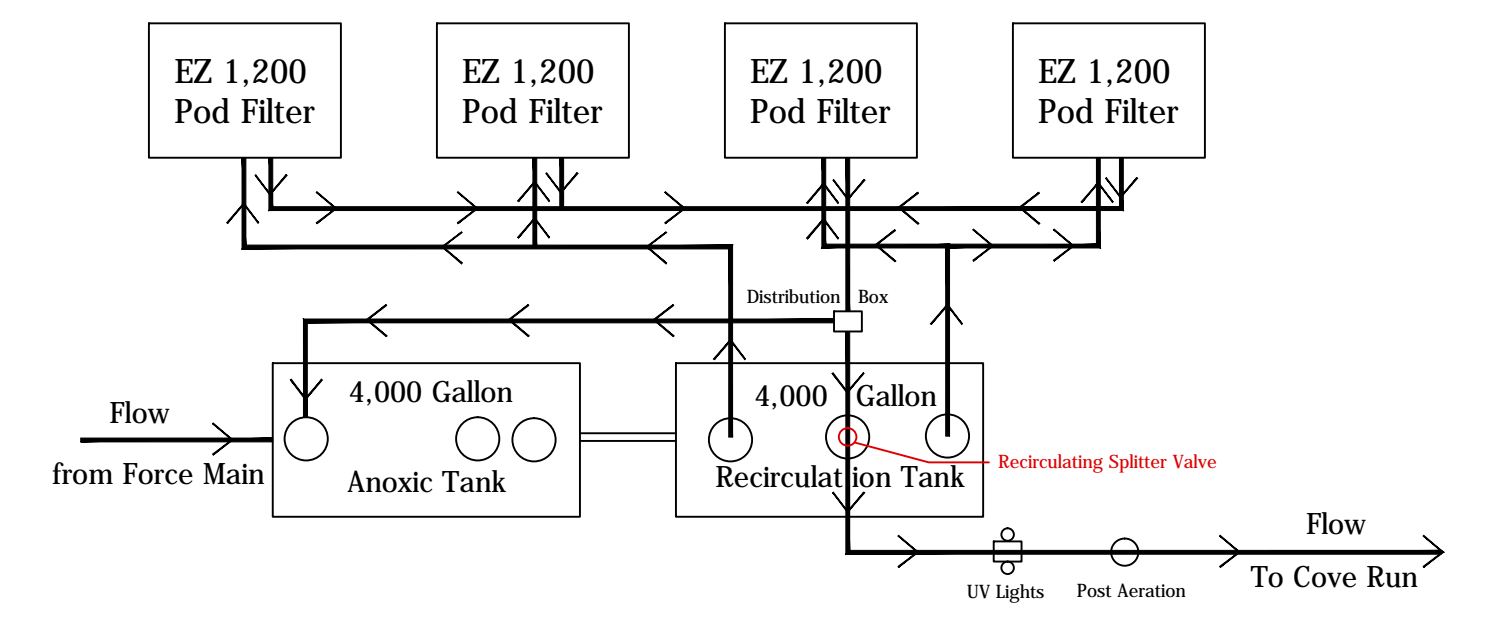 EZ 1,200
Pod Filter
EZ 1,200
Pod Filter
EZ 1,200
Pod Filter
EZ 1,200
Pod Filter
Distribution Box
4,000 Gallon
Anoxic Tank
4,000 Gallon
Recirculation Tank
Flow
from Force Main
Recirculating Splitter Valve
Flow
To Cove Run
UV Lights
Post Aeration